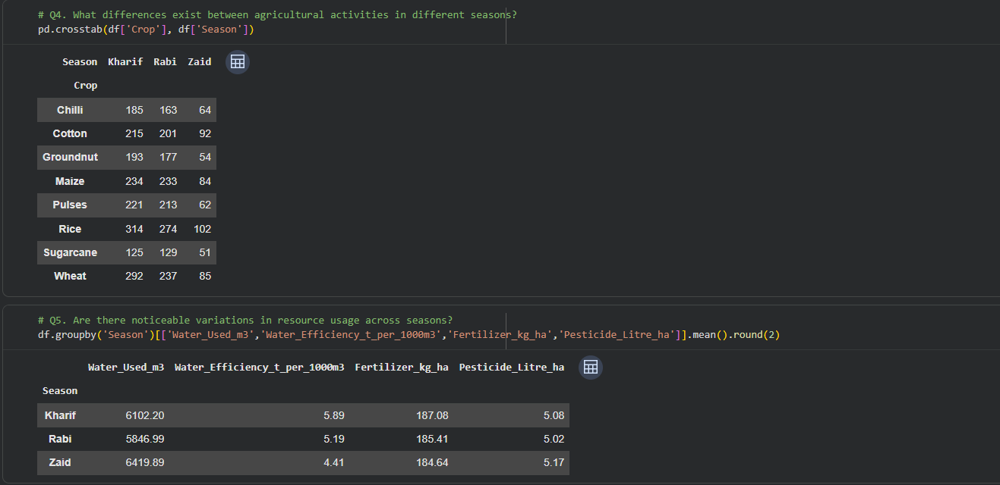 # Q4. What differences exist between agricultural activities in different seasons?
pd.crosstab(df['Crop'], df['Season'])
Season Kharif Rabi Zaid
Crop
Chilli 185 163 64
Cotton 215 201 92
Groundnut 193 177 54
Maize 234 233 84
Pulses 221 213 62
Rice 314 274 102
Sugarcane 125 129 51
Wheat 292 237 85
# Q5. Are there noticeable variations in resource usage across seasons?
df.groupby('Season')[['Water_Used_m3','Water_Efficiency_t_per_1000m3','Fertilizer_kg_ha','Pesticide_Litre_ha']].mean().round(2)
Water_Used_m3 Water_Efficiency_t_per_1000m3 Fertilizer_kg_ha Pesticide_Litre_ha
Season
Kharif 6102.20 5.89 187.08 5.08
Rabi 5846.99 5.19 185.41 5.02
Zaid 6419.89 4.41 184.64 5.17